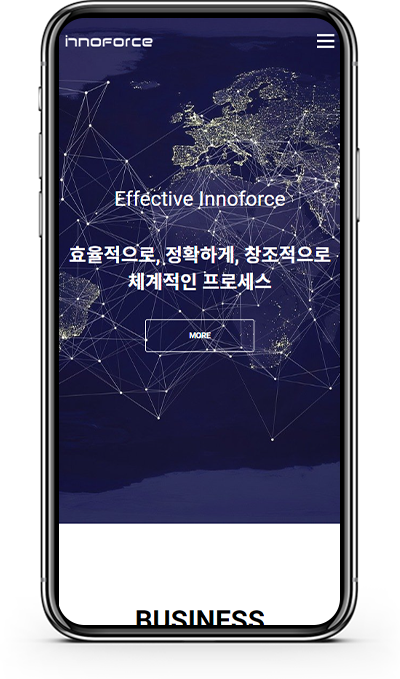 innoforce
Effective Innoforce
효율적으로, 정확하게, 창조적으로
체계적인 프로세스
MORE
BUSINESS